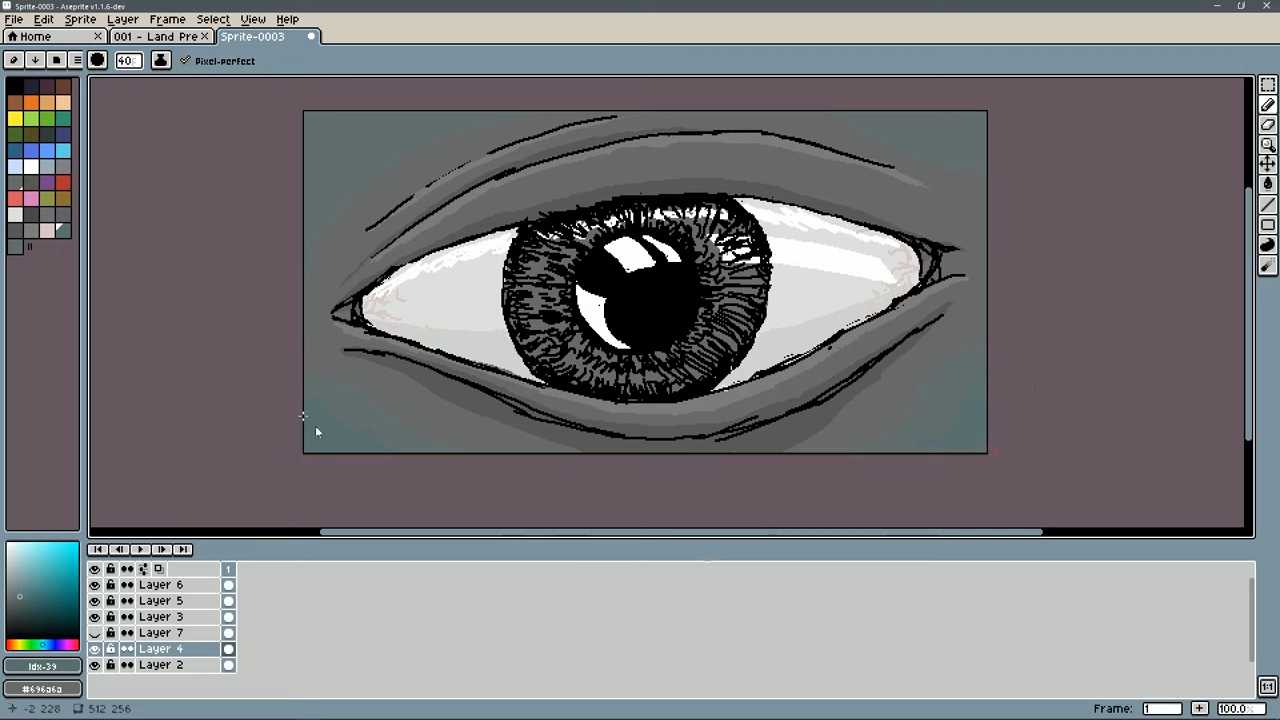 Sprite-0003 - Aseprite v1.1.6-dev
File Edit Sprite Layer Frame Select View Help
Home 001 - Land Pre Sprite-0003
40 Pixel-perfect
1
Layer 6
Layer 5
Layer 3
Layer 7
Layer 4
Layer 2
Idx-39
#696a6a
-2 228 512 256
Frame: 1 100.0
1:1